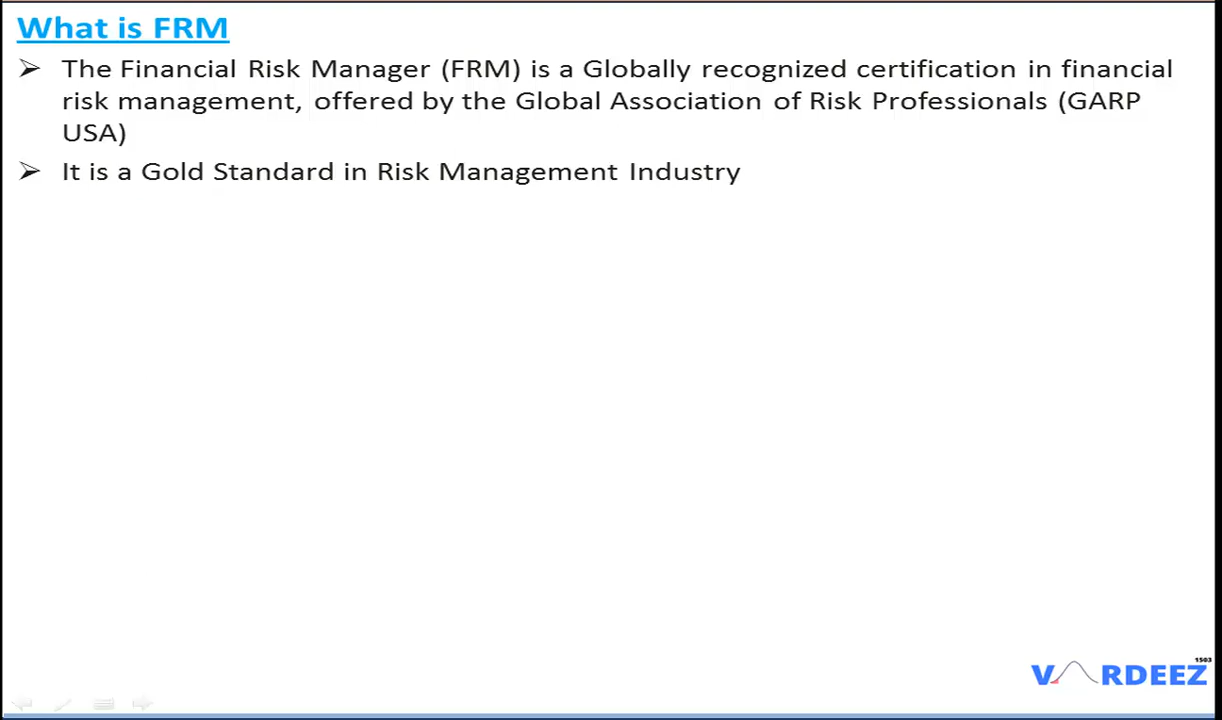 What is FRM
➢ The Financial Risk Manager (FRM) is a Globally recognized certification in financial
risk management, offered by the Global Association of Risk Professionals (GARP
USA)
➢ It is a Gold Standard in Risk Management Industry
1503
V RDEEZ